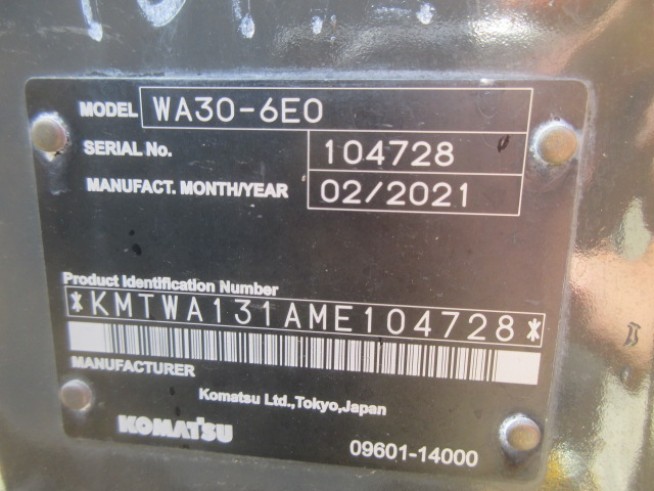 MODEL WA30-6E0
SERIAL No. 104728
MANUFACT. MONTH/YEAR 02/2021
Product Identification Number
*KMTWA131AME104728*
MANUFACTURER
Komatsu Ltd.,Tokyo,Japan
KOMATSU
09601-14000